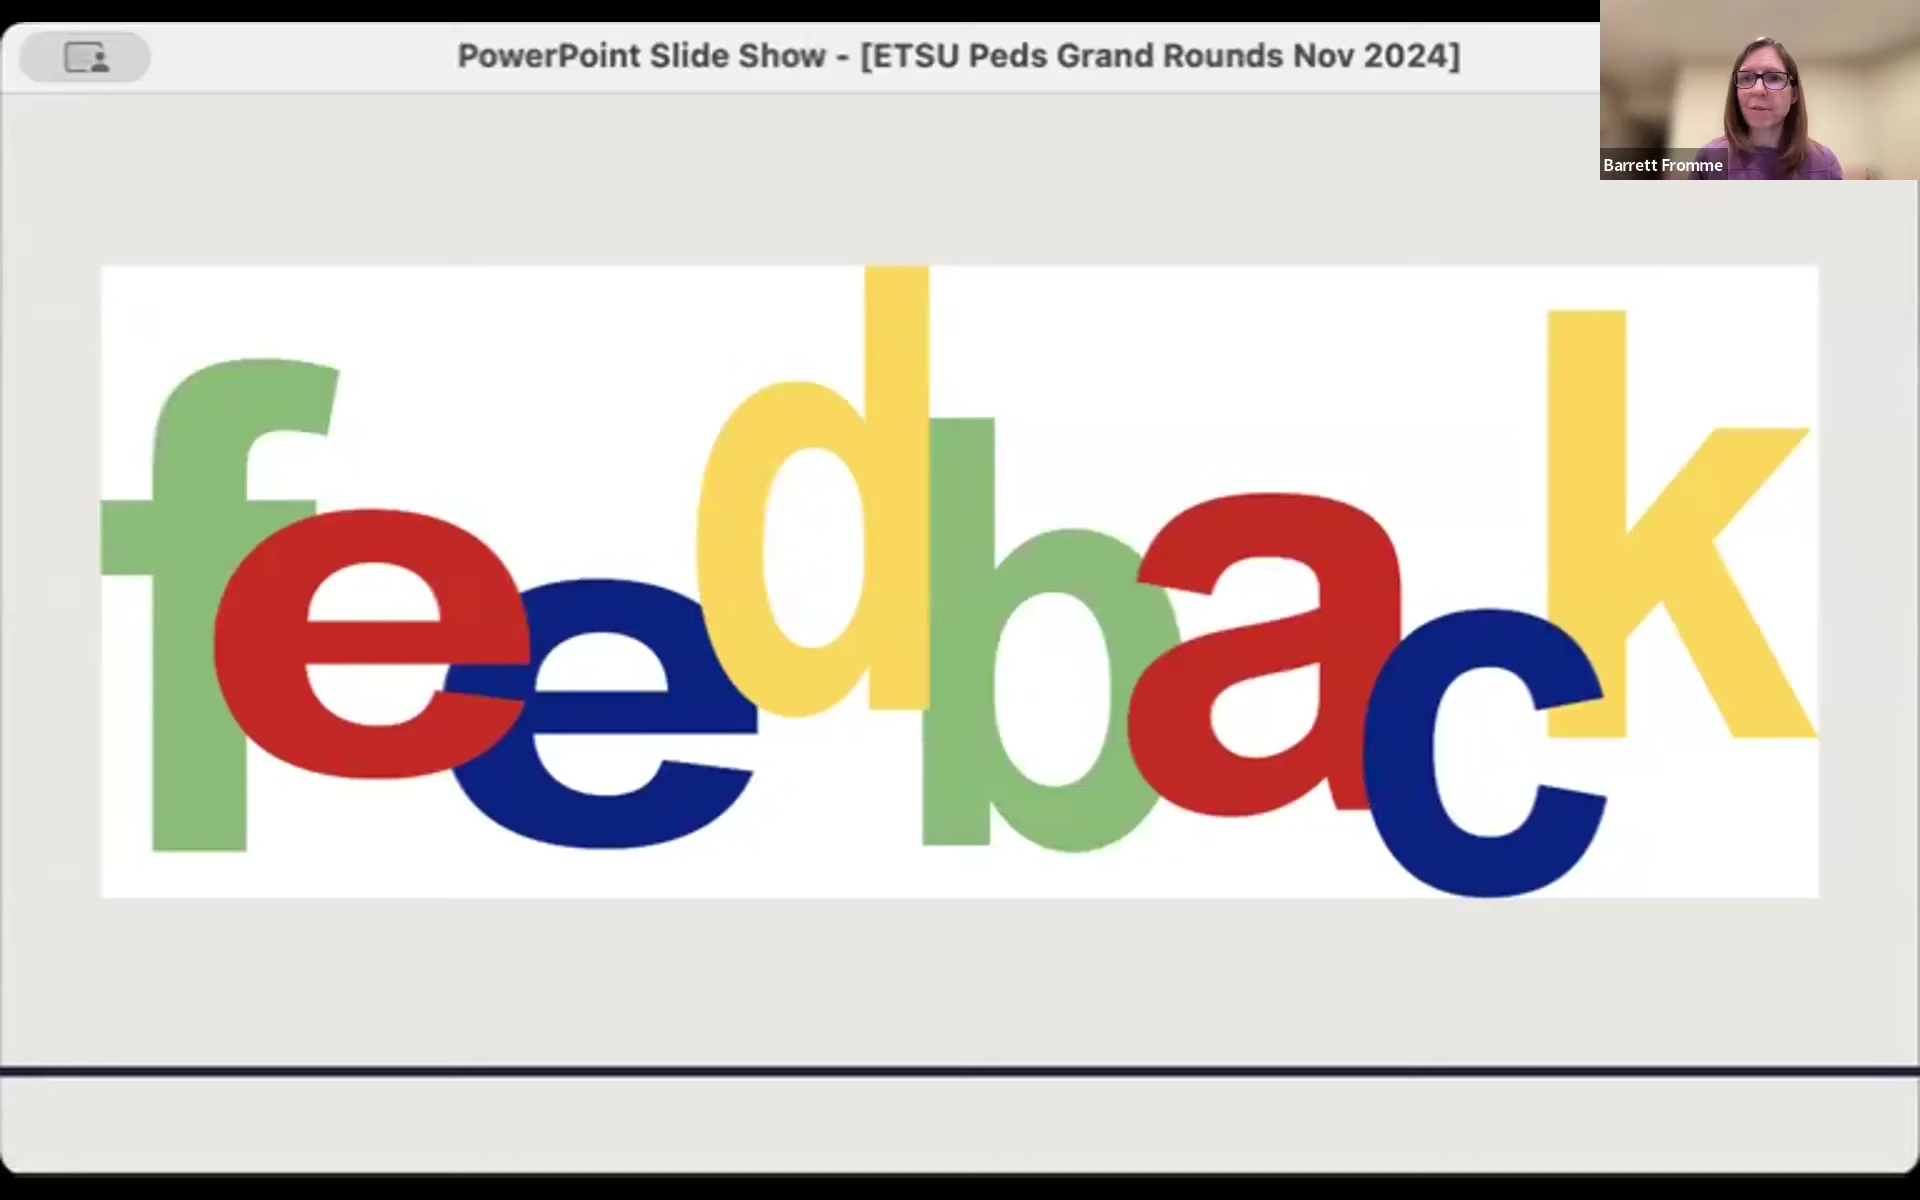 PowerPoint Slide Show - [ETSU Peds Grand Rounds Nov 2024]
Barrett Fromme
feedback